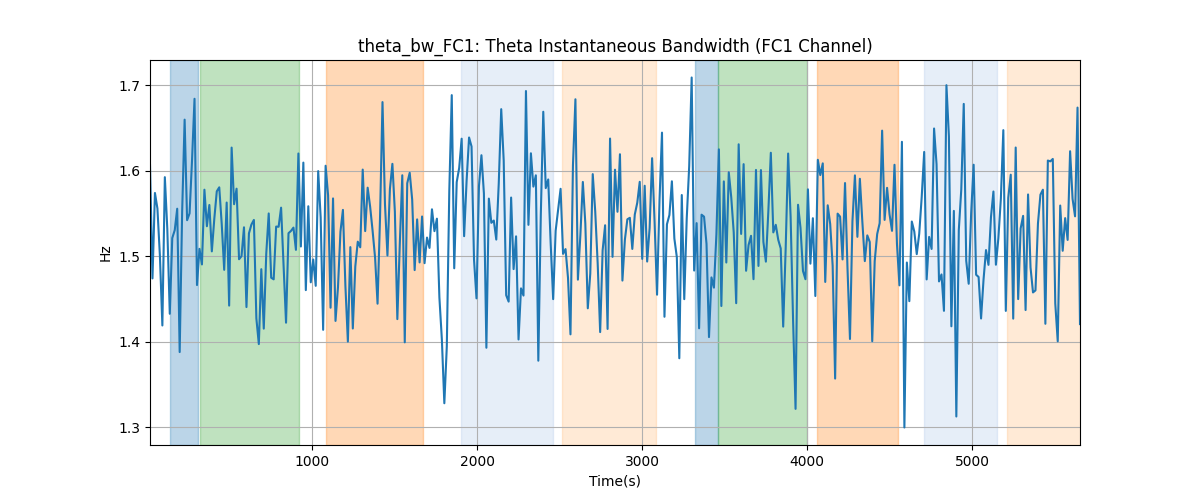 theta_bw_FC1: Theta Instantaneous Bandwidth (FC1 Channel)
1.7
1.6
1.5
1.4
1.3
Hz
1000 2000 3000 4000 5000
Time(s)